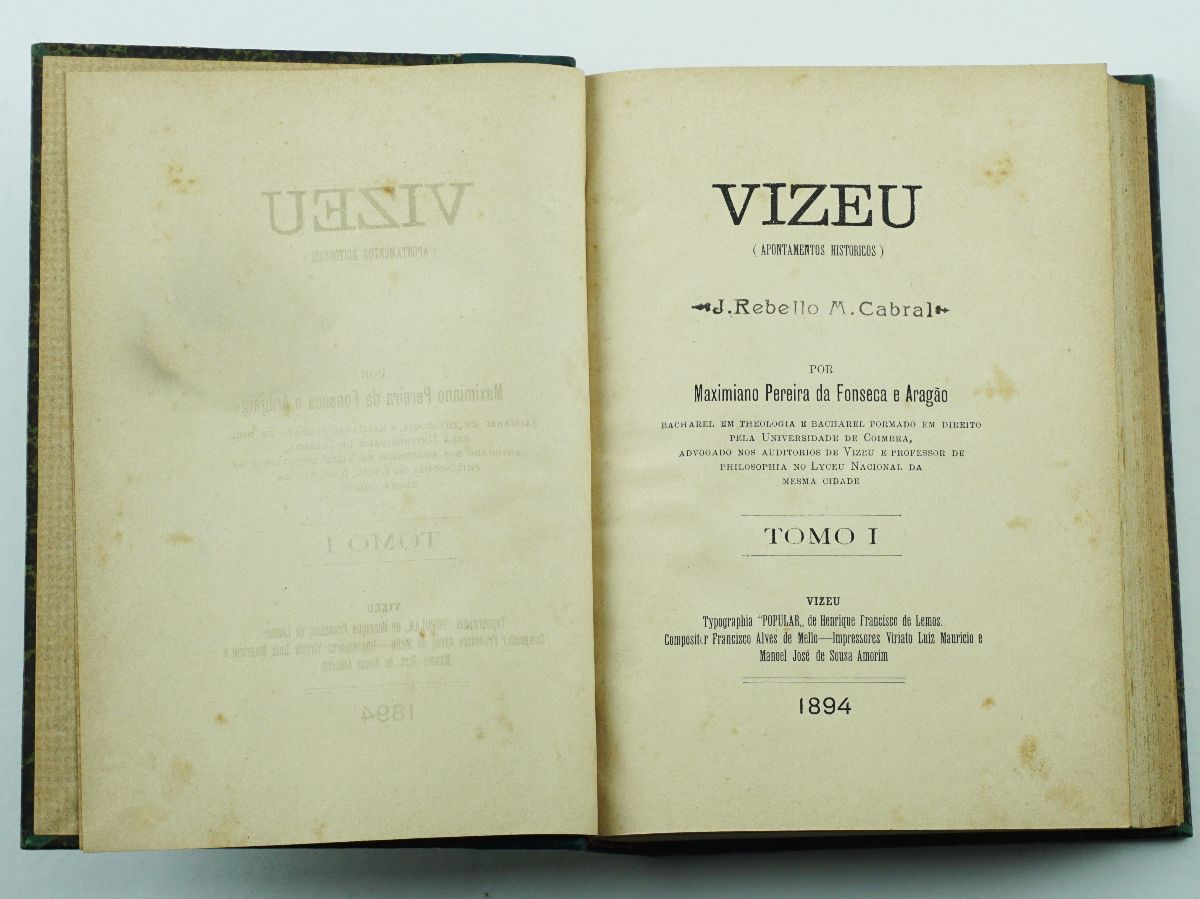 VIZEU
( APONTAMENTOS HISTORICOS )
J. Rebello M. Cabral
POR
Maximiano Pereira da Fonseca e Aragão
BACHAREL EM THEOLOGIA E BACHAREL FORMADO EM DIREITO
PELA UNIVERSIDADE DE COIMBRA,
ADVOGADO NOS AUDITORIOS DE VIZEU E PROFESSOR DE
PHILOSOPHIA NO LYCEU NACIONAL DA
MESMA CIDADE
TOMO I
VIZEU
Typographia “POPULAR„ de Henrique Francisco de Lemos.
Compositor Francisco Alves de Mello—Impressores Viriato Luiz Mauricio e
Manoel José de Sousa Amorim
1894